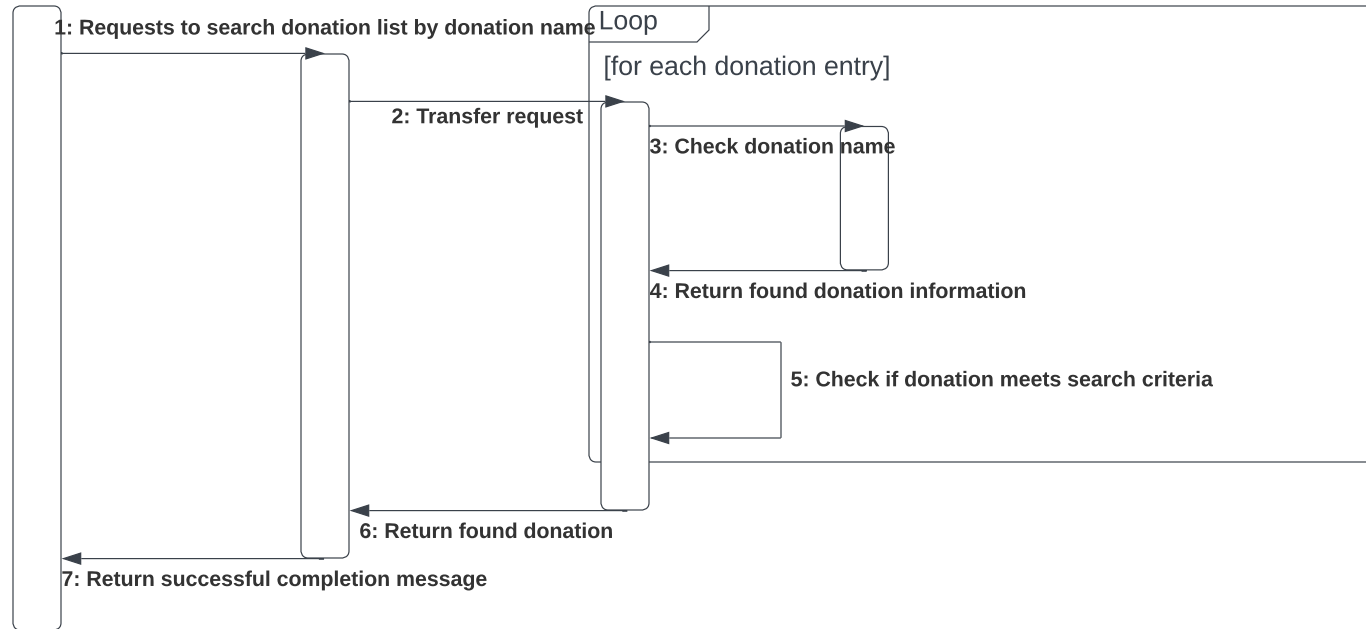 1: Requests to search donation list by donation name
Loop
[for each donation entry]
2: Transfer request
3: Check donation name
4: Return found donation information
5: Check if donation meets search criteria
6: Return found donation
7: Return successful completion message